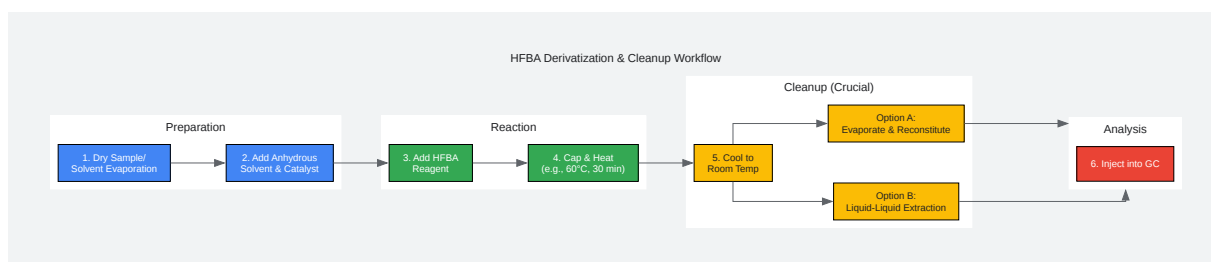 HFBA Derivatization & Cleanup Workflow
Preparation
1. Dry Sample/
Solvent Evaporation
2. Add Anhydrous
Solvent & Catalyst
Reaction
3. Add HFBA
Reagent
4. Cap & Heat
(e.g., 60°C, 30 min)
Cleanup (Crucial)
5. Cool to
Room Temp
Option A:
Evaporate & Reconstitute
Option B:
Liquid-Liquid Extraction
Analysis
6. Inject into GC